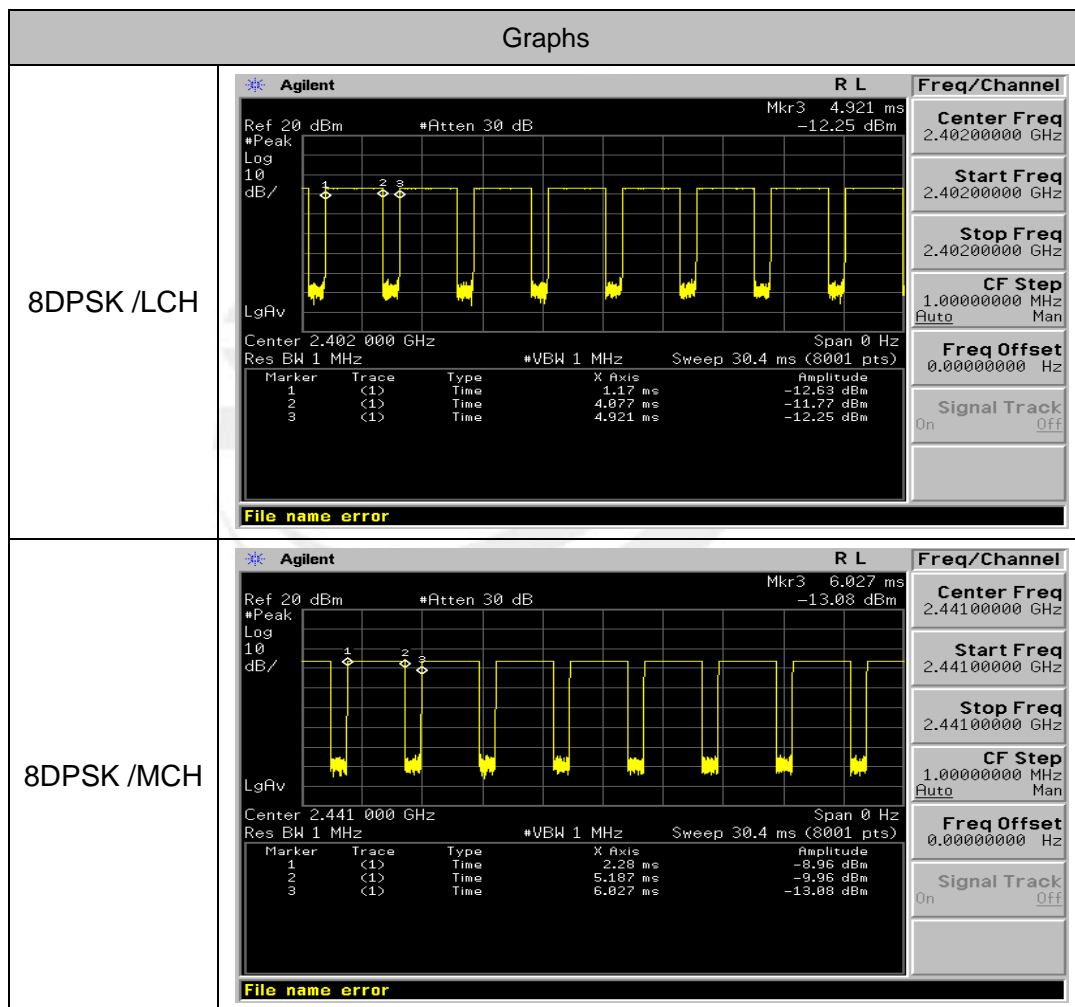 Graphs
8DPSK /LCH
Agilent R L Freq/Channel
Mkr3 4.921 ms
Ref 20 dBm #Atten 30 dB -12.25 dBm
#Peak
Log
10
dB/
1 2 3
LgAv
Center 2.402 000 GHz Span 0 Hz
Res BW 1 MHz #VBW 1 MHz Sweep 30.4 ms (8001 pts)
Marker Trace Type X Axis Amplitude
1 (1) Time 1.17 ms -12.63 dBm
2 (1) Time 4.077 ms -11.77 dBm
3 (1) Time 4.921 ms -12.25 dBm
File name error
Center Freq
2.40200000 GHz
Start Freq
2.40200000 GHz
Stop Freq
2.40200000 GHz
CF Step
1.00000000 MHz
Auto Man
Freq Offset
0.00000000 Hz
Signal Track
On Off
8DPSK /MCH
Agilent R L Freq/Channel
Mkr3 6.027 ms
Ref 20 dBm #Atten 30 dB -13.08 dBm
#Peak
Log
10
dB/
1 2 3
LgAv
Center 2.441 000 GHz Span 0 Hz
Res BW 1 MHz #VBW 1 MHz Sweep 30.4 ms (8001 pts)
Marker Trace Type X Axis Amplitude
1 (1) Time 2.28 ms -8.96 dBm
2 (1) Time 5.187 ms -9.96 dBm
3 (1) Time 6.027 ms -13.08 dBm
File name error
Center Freq
2.44100000 GHz
Start Freq
2.44100000 GHz
Stop Freq
2.44100000 GHz
CF Step
1.00000000 MHz
Auto Man
Freq Offset
0.00000000 Hz
Signal Track
On Off